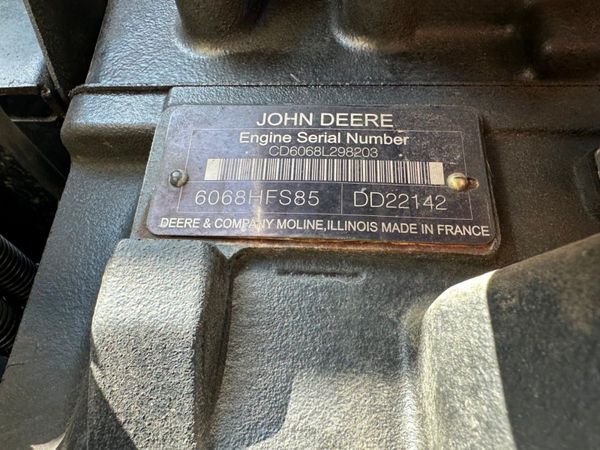 JOHN DEERE
Engine Serial Number
CD6068L298203
6068HFS85 DD22142
DEERE & COMPANY MOLINE,ILLINOIS MADE IN FRANCE